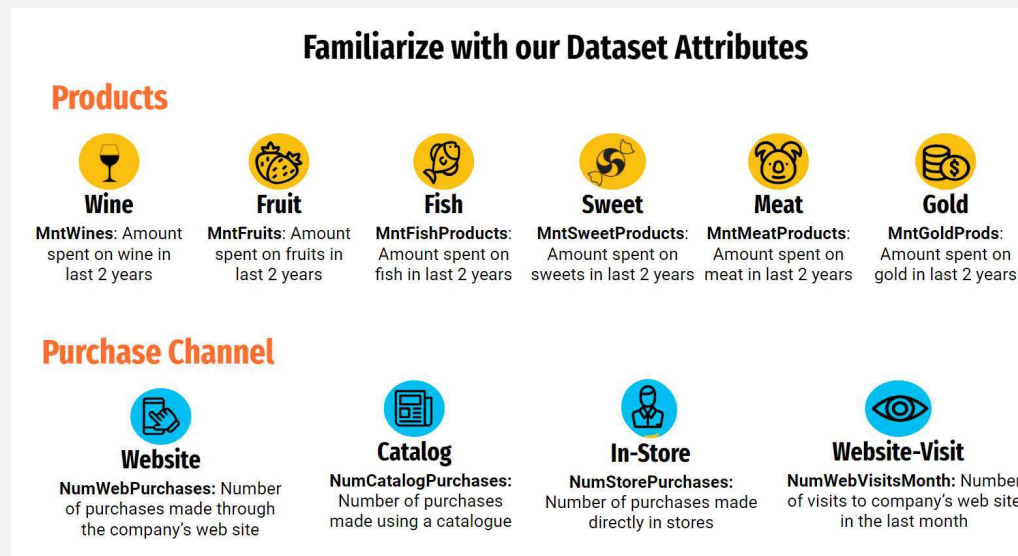 Familiarize with our Dataset Attributes
Products
Wine
MntWines: Amount
spent on wine in
last 2 years
Fruit
MntFruits: Amount
spent on fruits in
last 2 years
Fish
MntFishProducts:
Amount spent on
fish in last 2 years
Sweet
MntSweetProducts:
Amount spent on
sweets in last 2 years
Meat
MntMeatProducts:
Amount spent on
meat in last 2 years
Gold
MntGoldProds:
Amount spent on
gold in last 2 years
Purchase Channel
Website
NumWebPurchases: Number
of purchases made through
the company's web site
Catalog
NumCatalogPurchases:
Number of purchases
made using a catalogue
In-Store
NumStorePurchases:
Number of purchases made
directly in stores
Website-Visit
NumWebVisitsMonth: Number
of visits to company's web site
in the last month